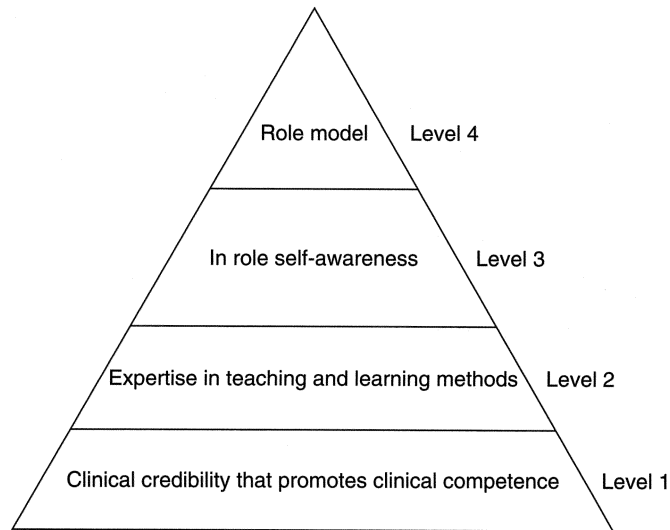 Role model Level 4
In role self-awareness Level 3
Expertise in teaching and learning methods Level 2
Clinical credibility that promotes clinical competence Level 1